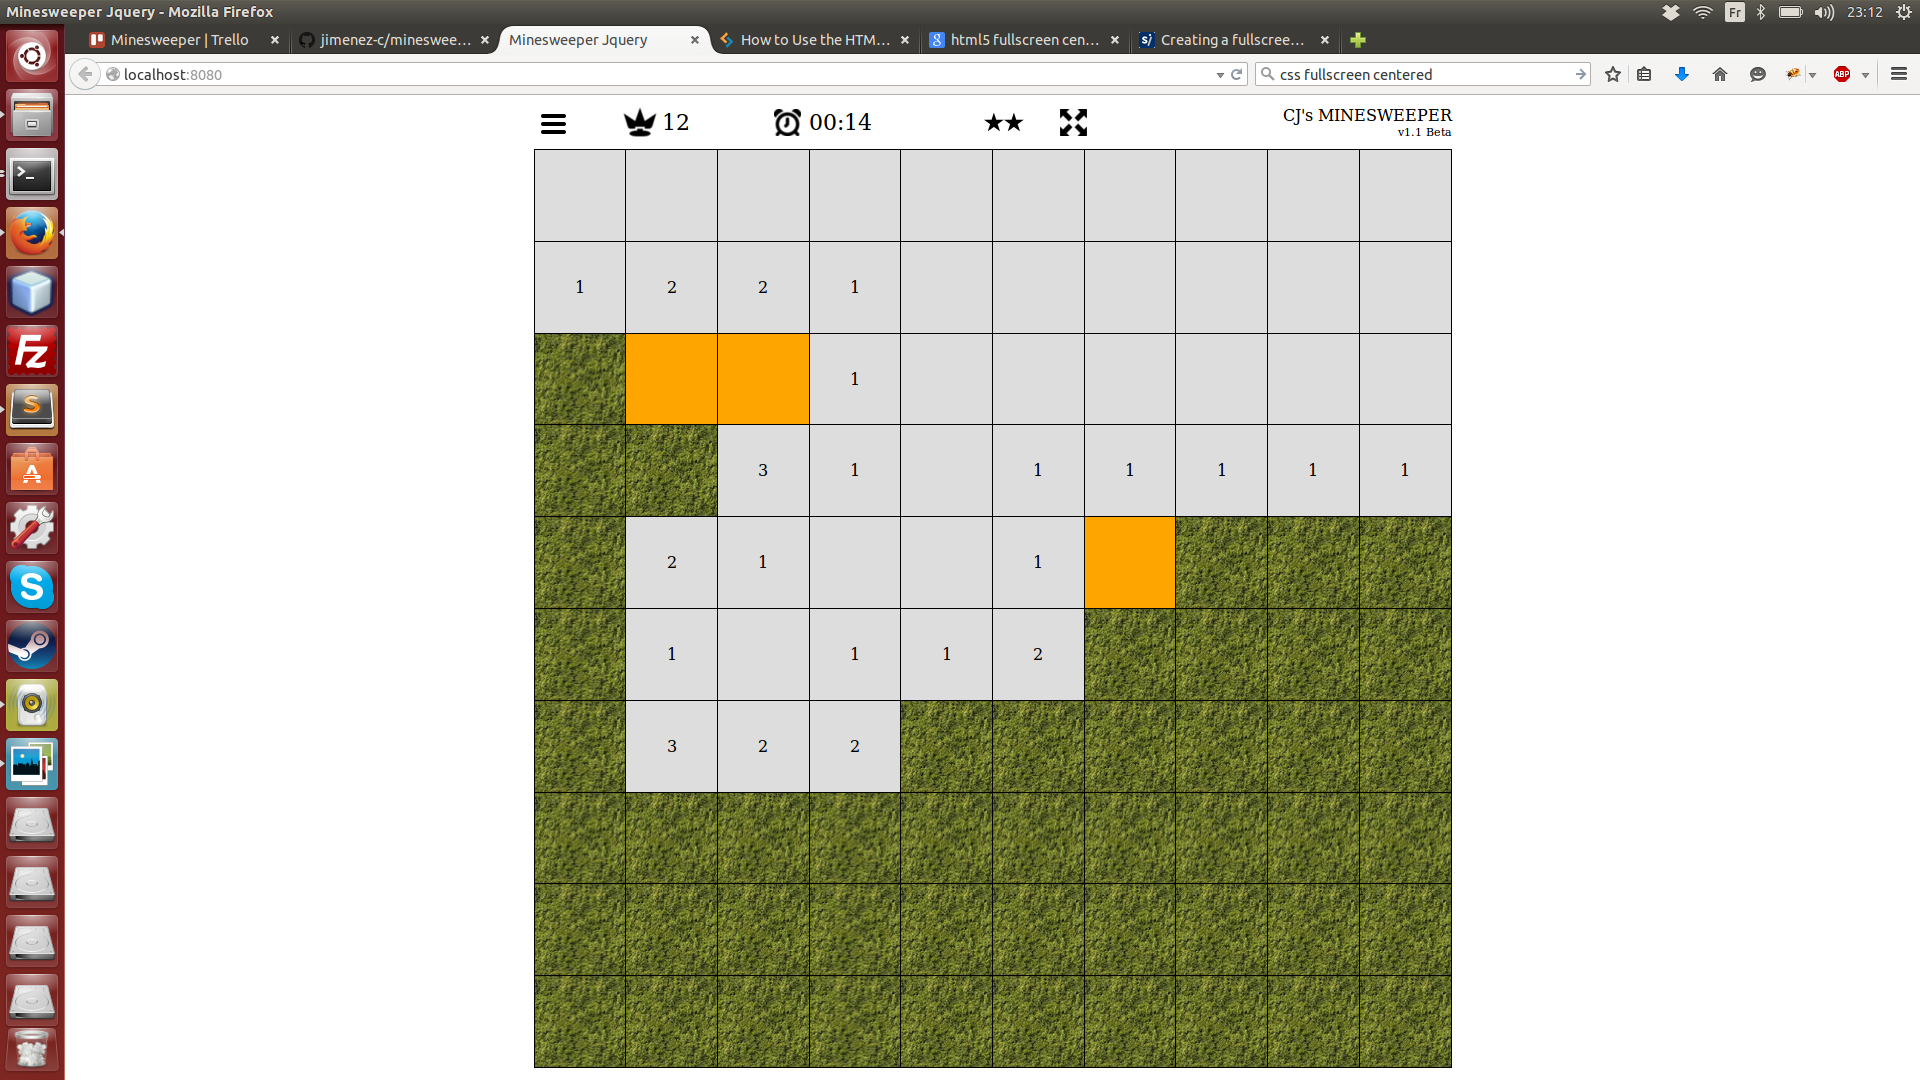 Minesweeper Jquery - Mozilla Firefox
Fr
23:12
Minesweeper | Trello
jimenez-c/mineswee...
Minesweeper Jquery
How to Use the HTM...
html5 fullscreen cen...
Creating a fullscree...
localhost:8080
css fullscreen centered
ABP
12
00:14
★★
CJ's MINESWEEPER
v1.1 Beta
1 2 2 1
1
3 1 1 1 1 1 1
2 1 1
1 1 1 2
3 2 2